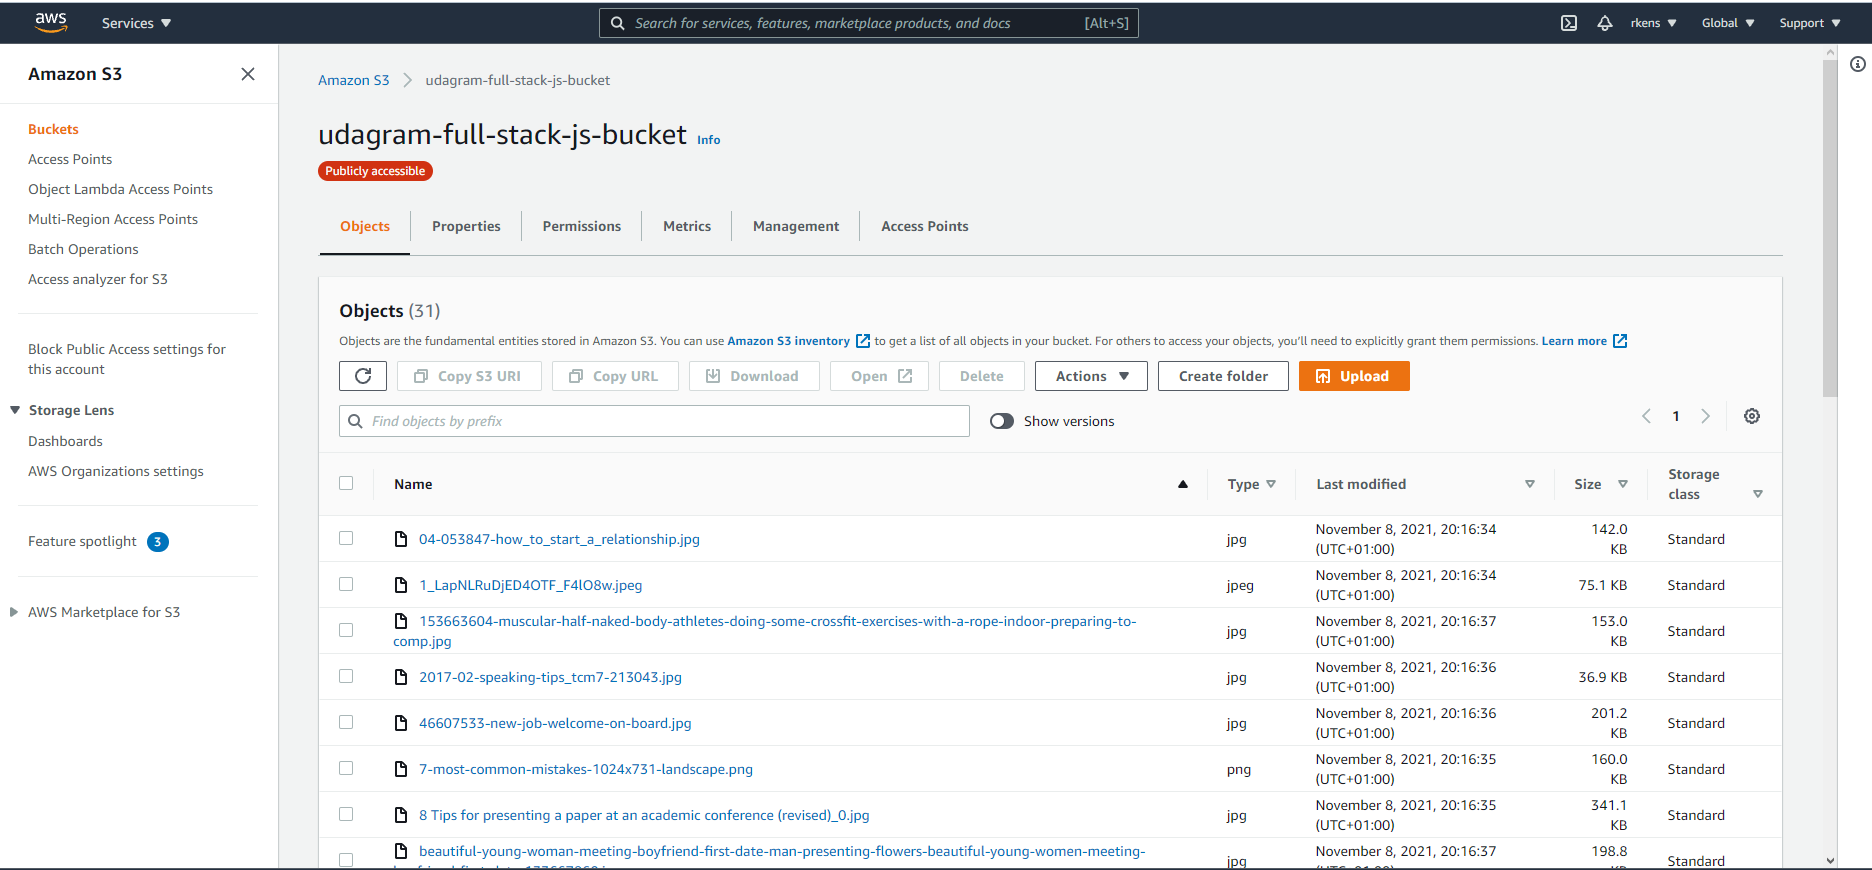 aws
Services
Search for services, features, marketplace products, and docs
[Alt+S]
rkens
Global
Support
Amazon S3
Buckets
Access Points
Object Lambda Access Points
Multi-Region Access Points
Batch Operations
Access analyzer for S3
Block Public Access settings for
this account
Storage Lens
Dashboards
AWS Organizations settings
Feature spotlight 3
AWS Marketplace for S3
Amazon S3
udagram-full-stack-js-bucket
udagram-full-stack-js-bucket Info
Publicly accessible
Objects
Properties
Permissions
Metrics
Management
Access Points
Objects (31)
Objects are the fundamental entities stored in Amazon S3. You can use Amazon S3 inventory to get a list of all objects in your bucket. For others to access your objects, you'll need to explicitly grant them permissions. Learn more
Copy S3 URI
Copy URL
Download
Open
Delete
Actions
Create folder
Upload
Find objects by prefix
Show versions
1
Name
Type
Last modified
Size
Storage
class
04-053847-how_to_start_a_relationship.jpg
jpg
November 8, 2021, 20:16:34
(UTC+01:00)
142.0
KB
Standard
1_LapNLRuDjED4OTF_F4lO8w.jpeg
jpeg
November 8, 2021, 20:16:34
(UTC+01:00)
75.1 KB
Standard
153663604-muscular-half-naked-body-athletes-doing-some-crossfit-exercises-with-a-rope-indoor-preparing-to-
comp.jpg
jpg
November 8, 2021, 20:16:37
(UTC+01:00)
153.0
KB
Standard
2017-02-speaking-tips_tcm7-213043.jpg
jpg
November 8, 2021, 20:16:36
(UTC+01:00)
36.9 KB
Standard
46607533-new-job-welcome-on-board.jpg
jpg
November 8, 2021, 20:16:36
(UTC+01:00)
201.2
KB
Standard
7-most-common-mistakes-1024x731-landscape.png
png
November 8, 2021, 20:16:35
(UTC+01:00)
160.0
KB
Standard
8 Tips for presenting a paper at an academic conference (revised)_0.jpg
jpg
November 8, 2021, 20:16:35
(UTC+01:00)
341.1
KB
Standard
beautiful-young-woman-meeting-boyfriend-first-date-man-presenting-flowers-beautiful-young-women-meeting-
jpg
November 8, 2021, 20:16:37
198.8
Standard